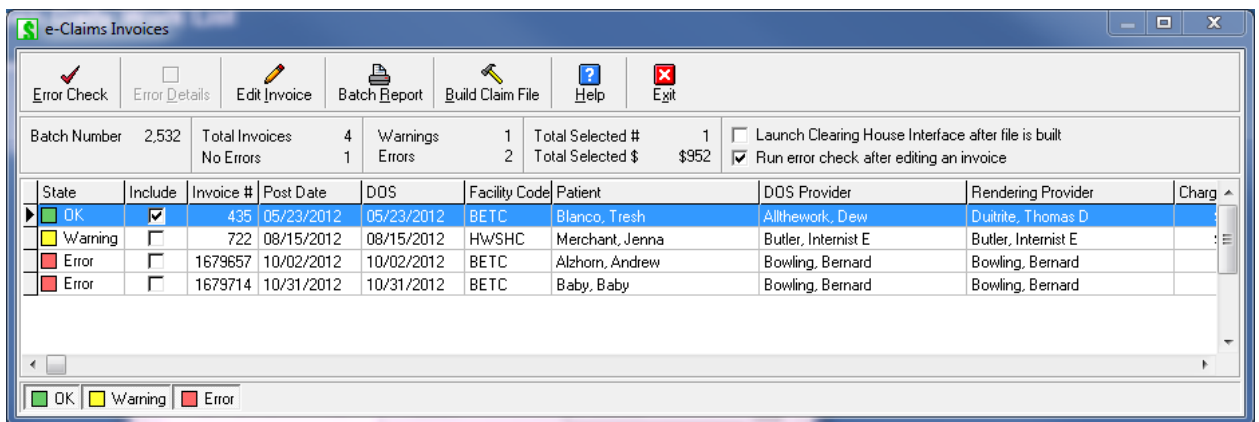 e-Claims Invoices
Error Check Error Details Edit Invoice Batch Report Build Claim File Help Exit
Batch Number 2,532 Total Invoices 4 Warnings 1 Total Selected # 1 Launch Clearing House Interface after file is built
No Errors 1 Errors 2 Total Selected $ $952 Run error check after editing an invoice
State Include Invoice # Post Date DOS Facility Code Patient DOS Provider Rendering Provider Charg
OK 435 05/23/2012 05/23/2012 BETC Blanco, Tresh Allthework, Dew Duitrite, Thomas D
Warning 722 08/15/2012 08/15/2012 HWSHC Merchant, Jenna Butler, Internist E Butler, Internist E
Error 1679657 10/02/2012 10/02/2012 BETC Alzhorn, Andrew Bowling, Bernard Bowling, Bernard
Error 1679714 10/31/2012 10/31/2012 BETC Baby, Baby Bowling, Bernard Bowling, Bernard
OK Warning Error